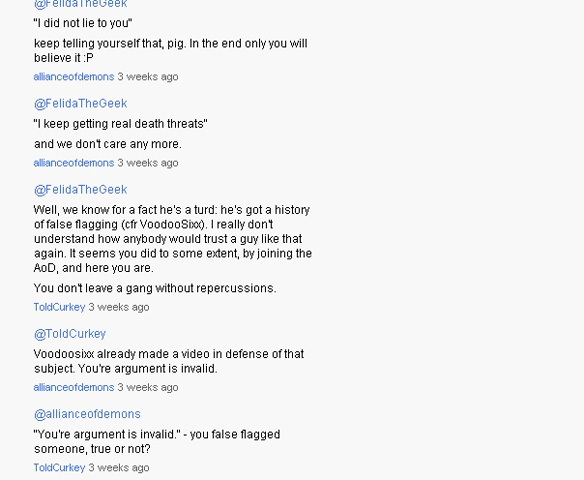 @FelidaTheGeek
"I did not lie to you"
keep telling yourself that, pig. In the end only you will
believe it :P
allianceofdemons 3 weeks ago
@FelidaTheGeek
"I keep getting real death threats"
and we don't care any more.
allianceofdemons 3 weeks ago
@FelidaTheGeek
Well, we know for a fact he's a turd: he's got a history
of false flagging (cfr VoodooSixx). I really don't
understand how anybody would trust a guy like that
again. It seems you did to some extent, by joining the
AoD, and here you are.
You don't leave a gang without repercussions.
ToldCurkey 3 weeks ago
@ToldCurkey
Voodoosixx already made a video in defense of that
subject. You're argument is invalid.
allianceofdemons 3 weeks ago
@allianceofdemons
"You're argument is invalid." - you false flagged
someone, true or not?
ToldCurkey 3 weeks ago